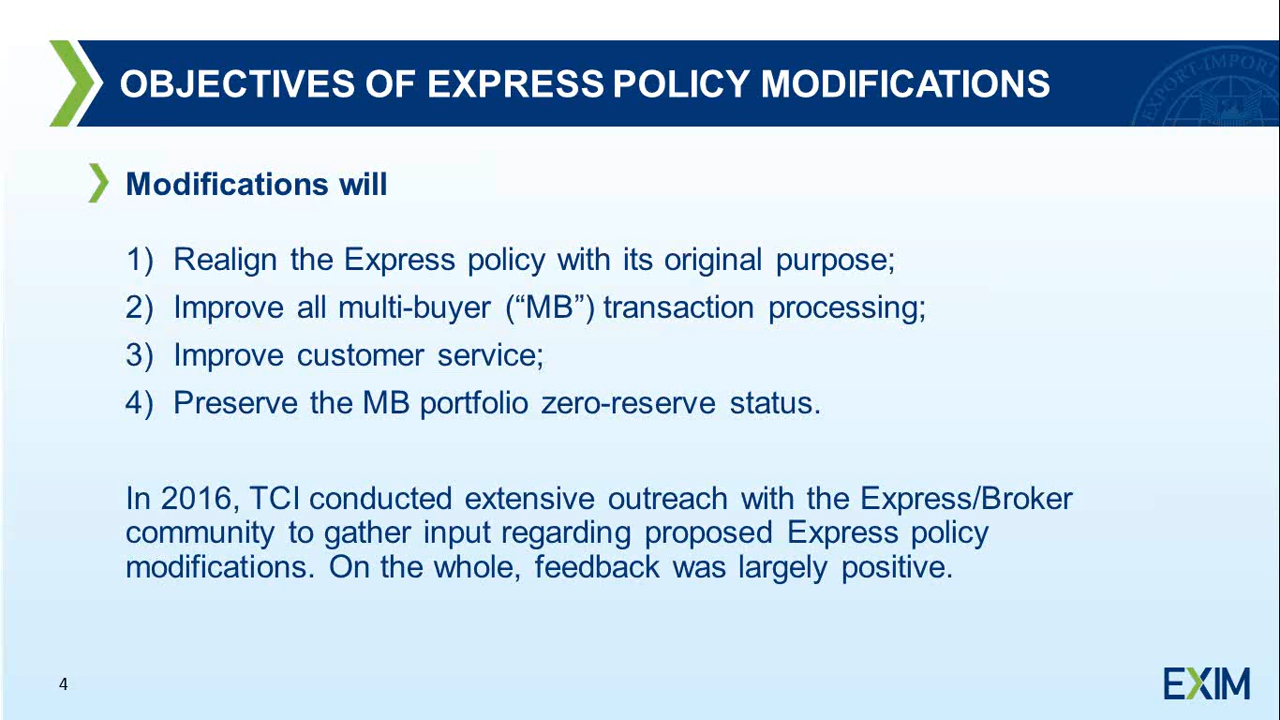 OBJECTIVES OF EXPRESS POLICY MODIFICATIONS
EXPORT-IMPORT
Modifications will
1) Realign the Express policy with its original purpose;
2) Improve all multi-buyer (“MB”) transaction processing;
3) Improve customer service;
4) Preserve the MB portfolio zero-reserve status.
In 2016, TCI conducted extensive outreach with the Express/Broker
community to gather input regarding proposed Express policy
modifications. On the whole, feedback was largely positive.
4
EXIM